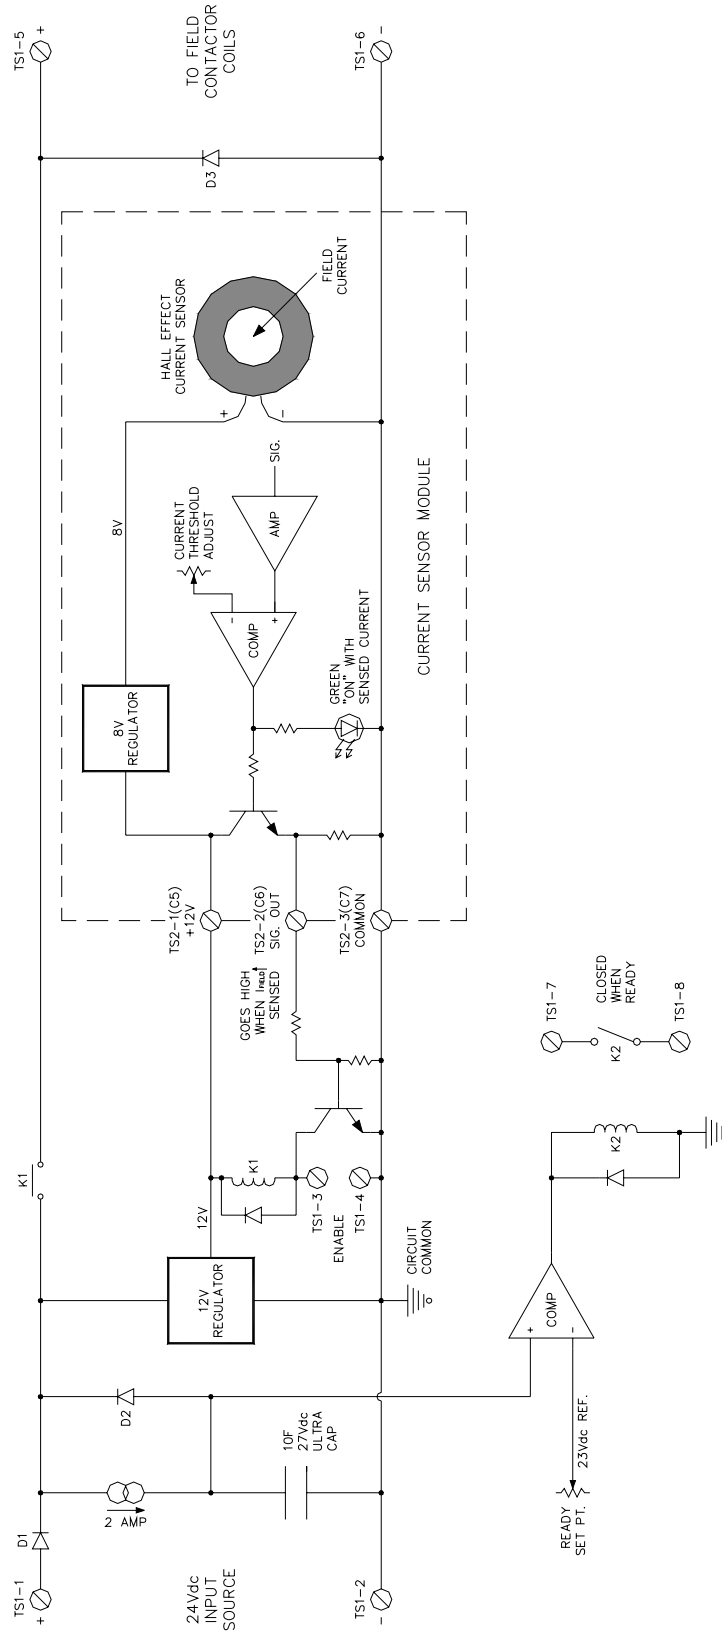 TS1-1
+
24Vdc
INPUT
SOURCE
TS1-2
-
D1
2 AMP
D2
10F
27Vdc
ULTRA
CAP
READY
SET PT.
23Vdc REF.
+
-
COMP
K2
K2
TS1-7
CLOSED
WHEN
READY
TS1-8
12V
REGULATOR
CIRCUIT
COMMON
12V
K1
K1
TS1-3
ENABLE
TS1-4
GOES HIGH
WHEN IFIELD
SENSED
TS2-1(C5)
+12V
TS2-2(C6)
SIG. OUT
TS2-3(C7)
COMMON
8V
REGULATOR
8V
GREEN
"ON" WITH
SENSED CURRENT
COMP
-
+
CURRENT
THRESHOLD
ADJUST
AMP
SIG.
+
-
HALL EFFECT
CURRENT SENSOR
FIELD
CURRENT
CURRENT SENSOR MODULE
D3
TS1-5
+
TO FIELD
CONTACTOR
COILS
TS1-6
-